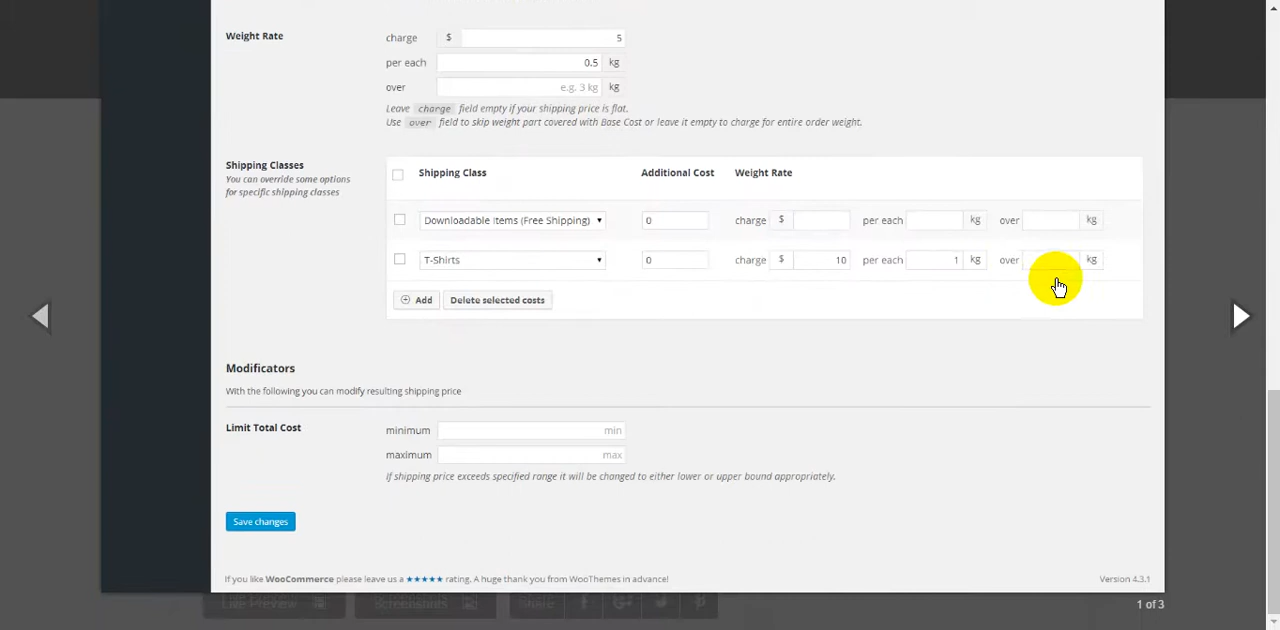 Weight Rate
charge $ 5
per each 0.5 kg
over e.g. 3 kg kg
Leave charge field empty if your shipping price is flat.
Use over field to skip weight part covered with Base Cost or leave it empty to charge for entire order weight.
Shipping Classes
You can override some options
for specific shipping classes
Shipping Class Additional Cost Weight Rate
Downloadable Items (Free Shipping) 0 charge $ per each kg over kg
T-Shirts 0 charge $ 10 per each 1 kg over kg
Add Delete selected costs
Modificators
With the following you can modify resulting shipping price
Limit Total Cost
minimum min
maximum max
If shipping price exceeds specified range it will be changed to either lower or upper bound appropriately.
Save changes
If you like WooCommerce please leave us a ★★★★★ rating. A huge thank you from WooThemes in advance! Version 4.3.1
Live Preview Screenshots Share
1 of 3